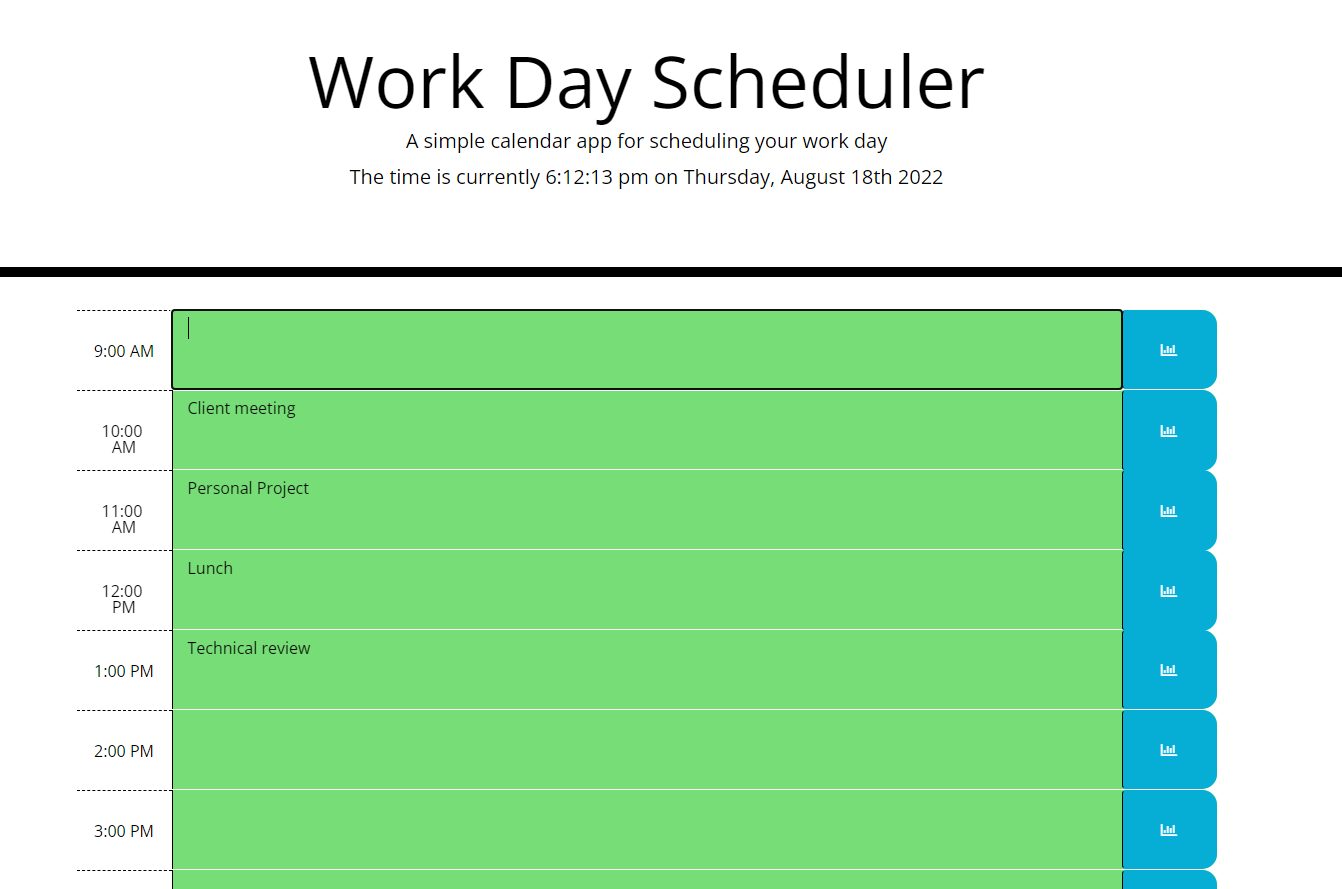 Work Day Scheduler
A simple calendar app for scheduling your work day
The time is currently 6:12:13 pm on Thursday, August 18th 2022
9:00 AM
10:00
AM
Client meeting
11:00
AM
Personal Project
12:00
PM
Lunch
1:00 PM
Technical review
2:00 PM
3:00 PM